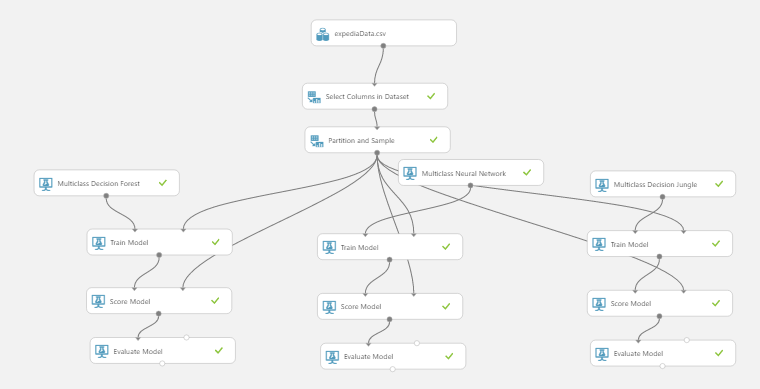 expediaData.csv
Select Columns in Dataset
Partition and Sample
Multiclass Decision Forest
Multiclass Neural Network
Multiclass Decision Jungle
Train Model
Train Model
Train Model
Score Model
Score Model
Score Model
Evaluate Model
Evaluate Model
Evaluate Model